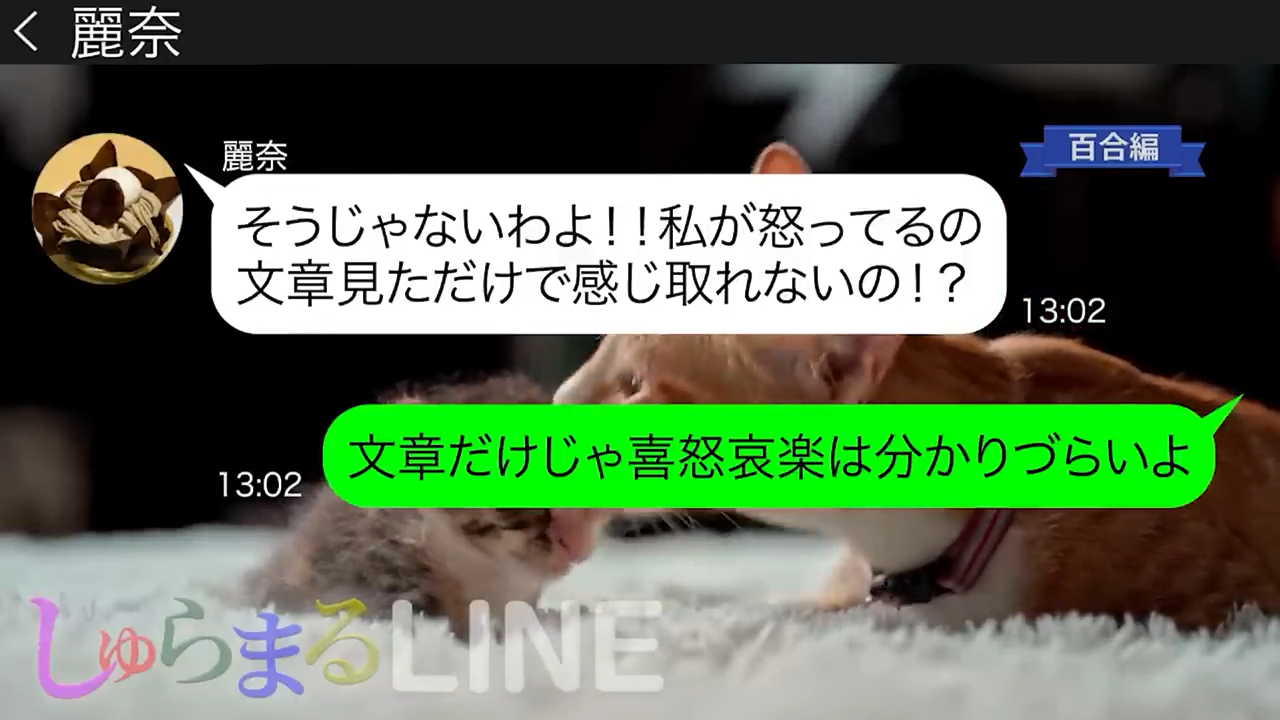 麗奈
百合編
麗奈
そうじゃないわよ！！私が怒ってるの
文章見ただけで感じ取れないの！？
13:02
文章だけじゃ喜怒哀楽は分かりづらいよ
13:02
しゅらまるLINE